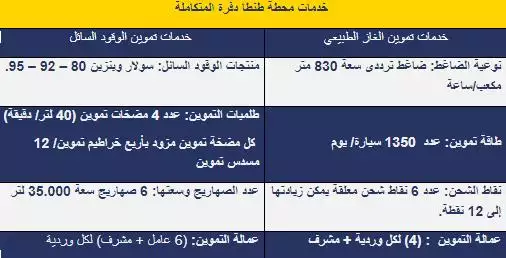 خدمات محطة طنطا دفرة المتكاملة
خدمات تموين الغاز الطبيعي
خدمات تموين الوقود السائل
نوعية الضاغط: ضاغط ترددى سعة 830 متر
مكعب/ساعة
منتجات الوقود السائل: سولار وبنزين 80 – 92 – 95.
طاقة تموين: عدد 1350 سيارة/ يوم
طلمبات التموين: عدد 4 مضخات تموين (40 لتر/ دقيقة)
كل مضخة تموين مزود بأربع خراطيم تموين/ 12
مسدس تموين
نقاط الشحن: عدد 6 نقاط شحن معلقة يمكن زيادتها
إلى 12 نقطة.
عدد الصهاريج وسعتها: 6 صهاريج سعة 35.000 لتر
عمالة التموين : (4) لكل وردية + مشرف
عمالة التموين: (6 عامل + مشرف) لكل وردية